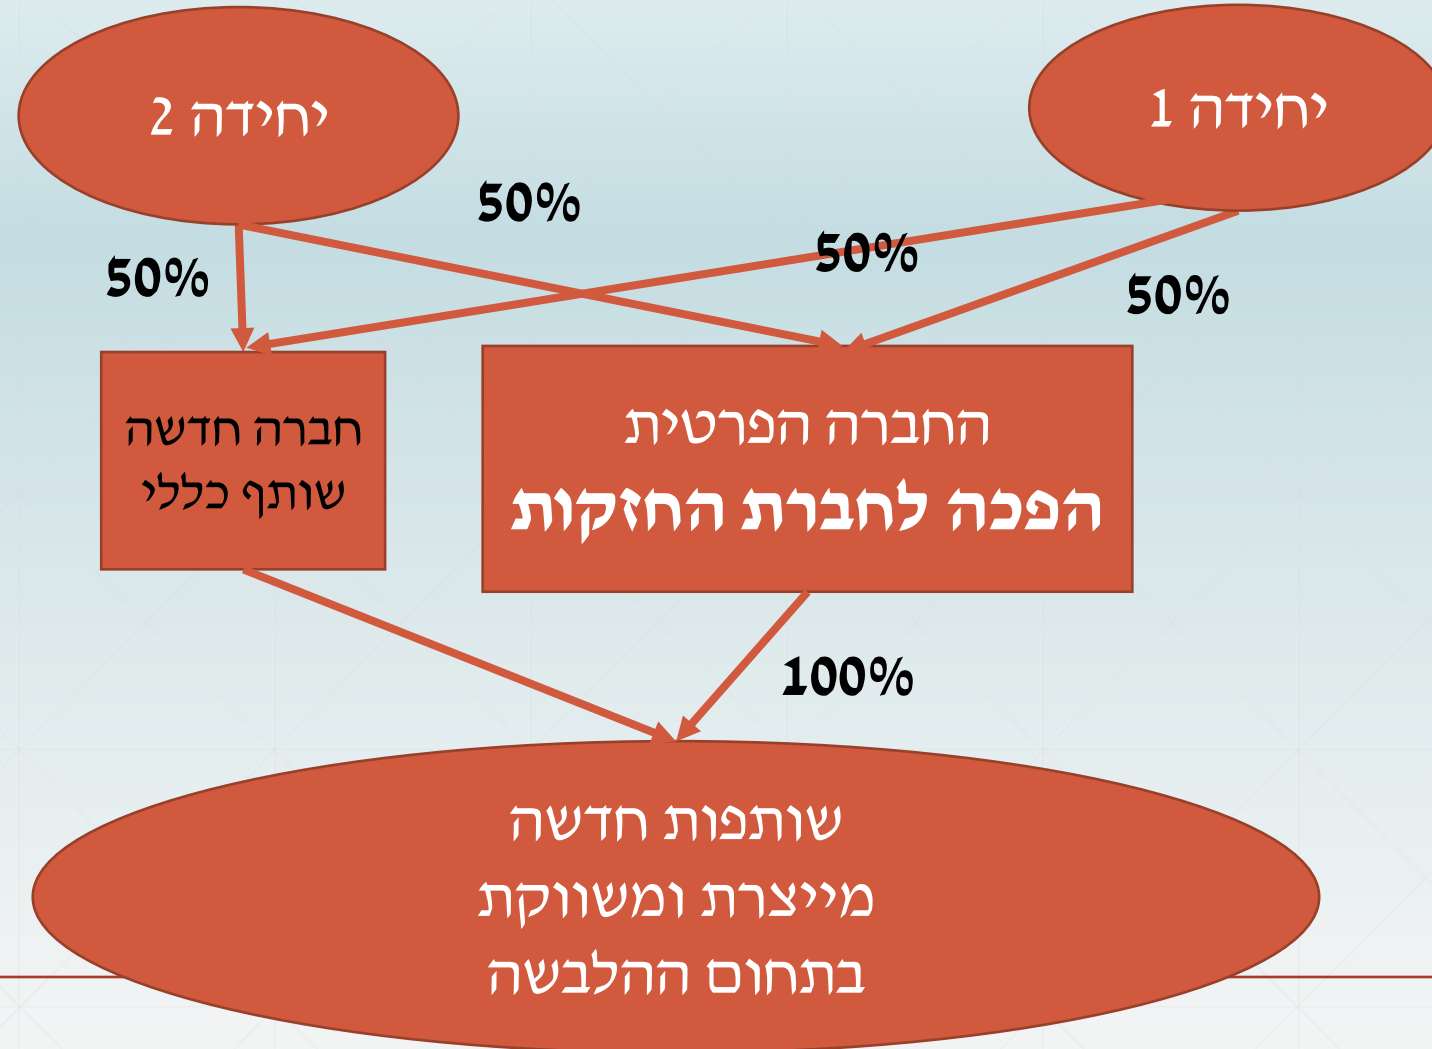 יחידה 1
יחידה 2
50%
50%
50%
50%
החברה הפרטית
הפכה לחברת החזקות
חברה חדשה
שותף כללי
100%
שותפות חדשה
מייצרת ומשווקת
בתחום ההלבשה